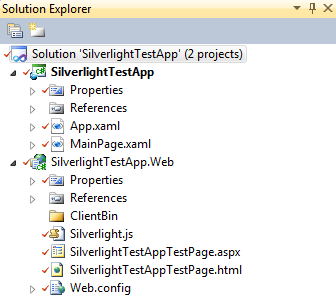 Solution Explorer
Solution 'SilverlightTestApp' (2 projects)
SilverlightTestApp
Properties
References
App.xaml
MainPage.xaml
SilverlightTestApp.Web
Properties
References
ClientBin
Silverlight.js
SilverlightTestAppTestPage.aspx
SilverlightTestAppTestPage.html
Web.config